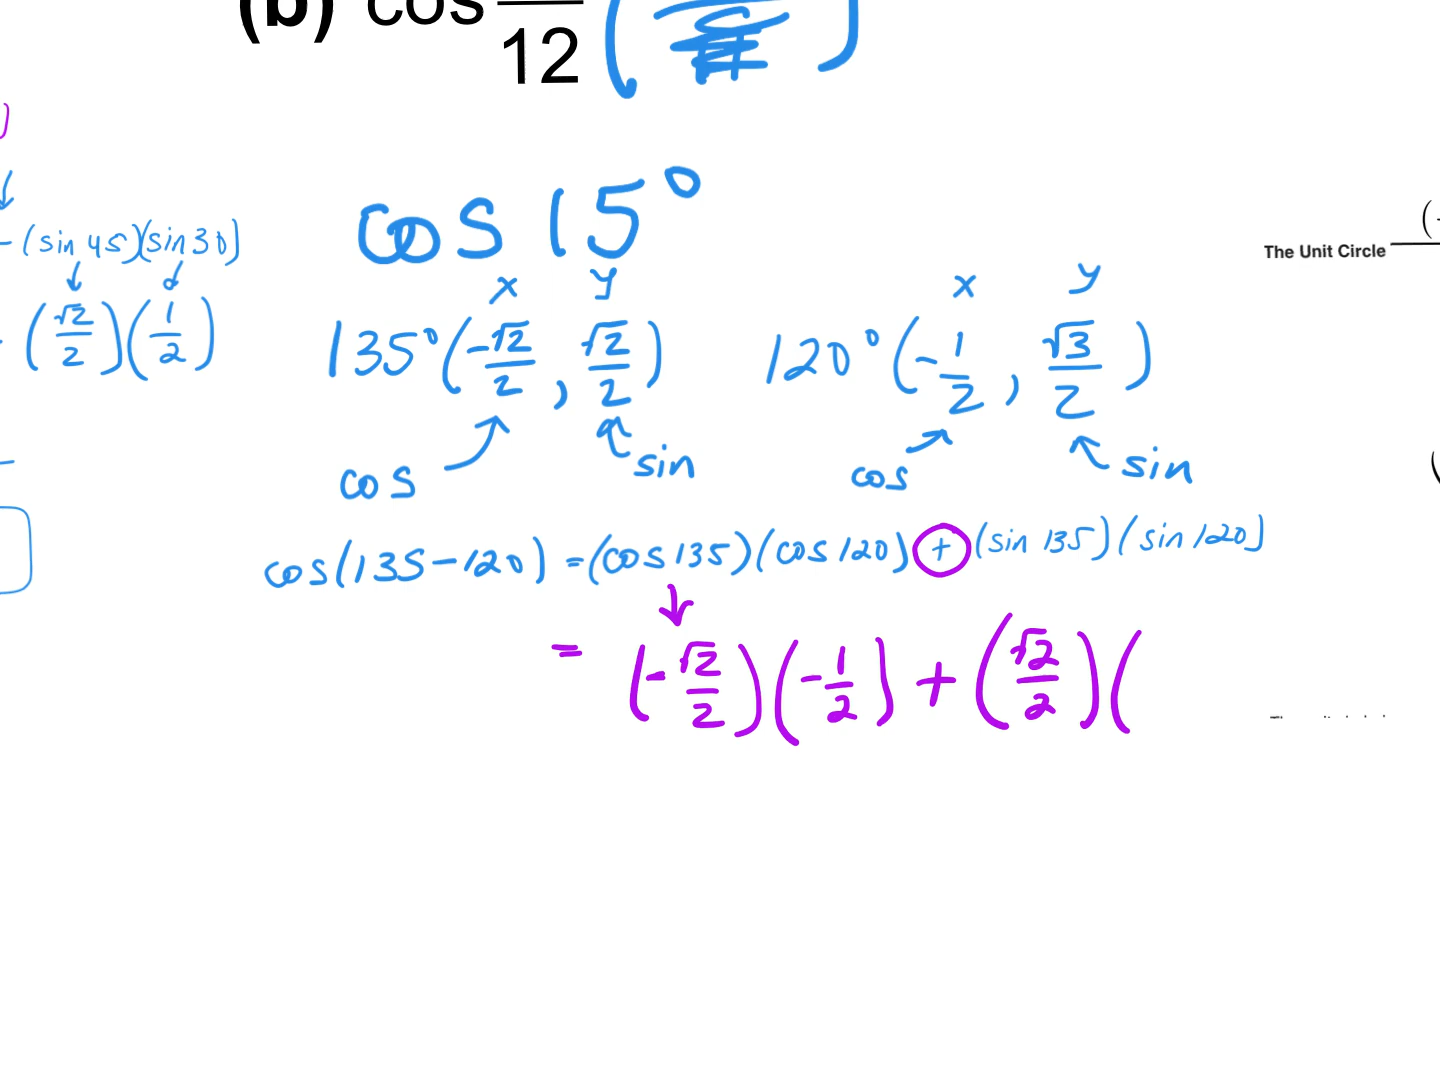 (b) cos 12
cos 15°
- (sin 45)(sin 30)
(√2/2)(1/2)
x y x y
135° (-√2/2, √2/2) 120° (-1/2, √3/2)
cos sin cos sin
cos(135-120) = (cos 135)(cos 120) + (sin 135)(sin 120)
= (-√2/2)(-1/2) + (√2/2)(
The Unit Circle